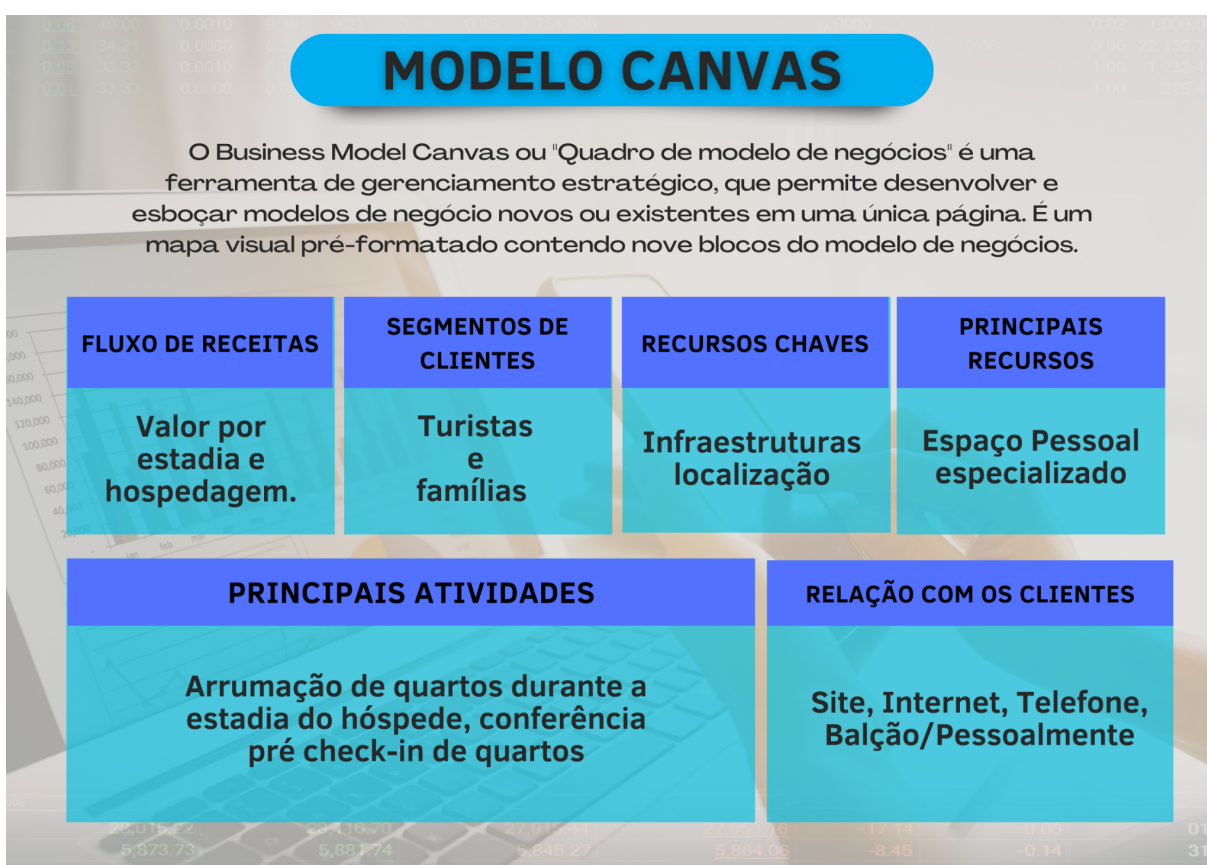 MODELO CANVAS
O Business Model Canvas ou "Quadro de modelo de negócios" é uma
ferramenta de gerenciamento estratégico, que permite desenvolver e
esboçar modelos de negócio novos ou existentes em uma única página. É um
mapa visual pré-formatado contendo nove blocos do modelo de negócios.
FLUXO DE RECEITAS
Valor por
estadia e
hospedagem.
SEGMENTOS DE
CLIENTES
Turistas
e
famílias
RECURSOS CHAVES
Infraestruturas
localização
PRINCIPAIS
RECURSOS
Espaço Pessoal
especializado
PRINCIPAIS ATIVIDADES
Arrumação de quartos durante a
estadia do hóspede, conferência
pré check-in de quartos
RELAÇÃO COM OS CLIENTES
Site, Internet, Telefone,
Balção/Pessoalmente